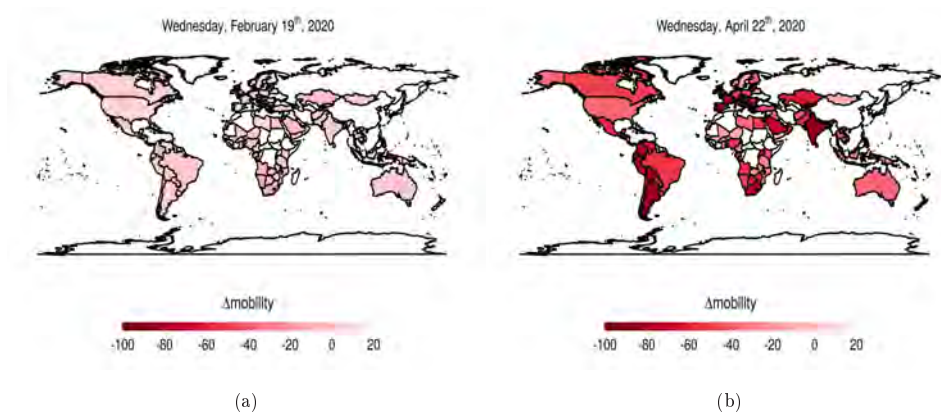 Wednesday, February 19th, 2020
Wednesday, April 22th, 2020
Δmobility
-100 -80 -60 -40 -20 0 20
Δmobility
-100 -80 -60 -40 -20 0 20
(a)
(b)